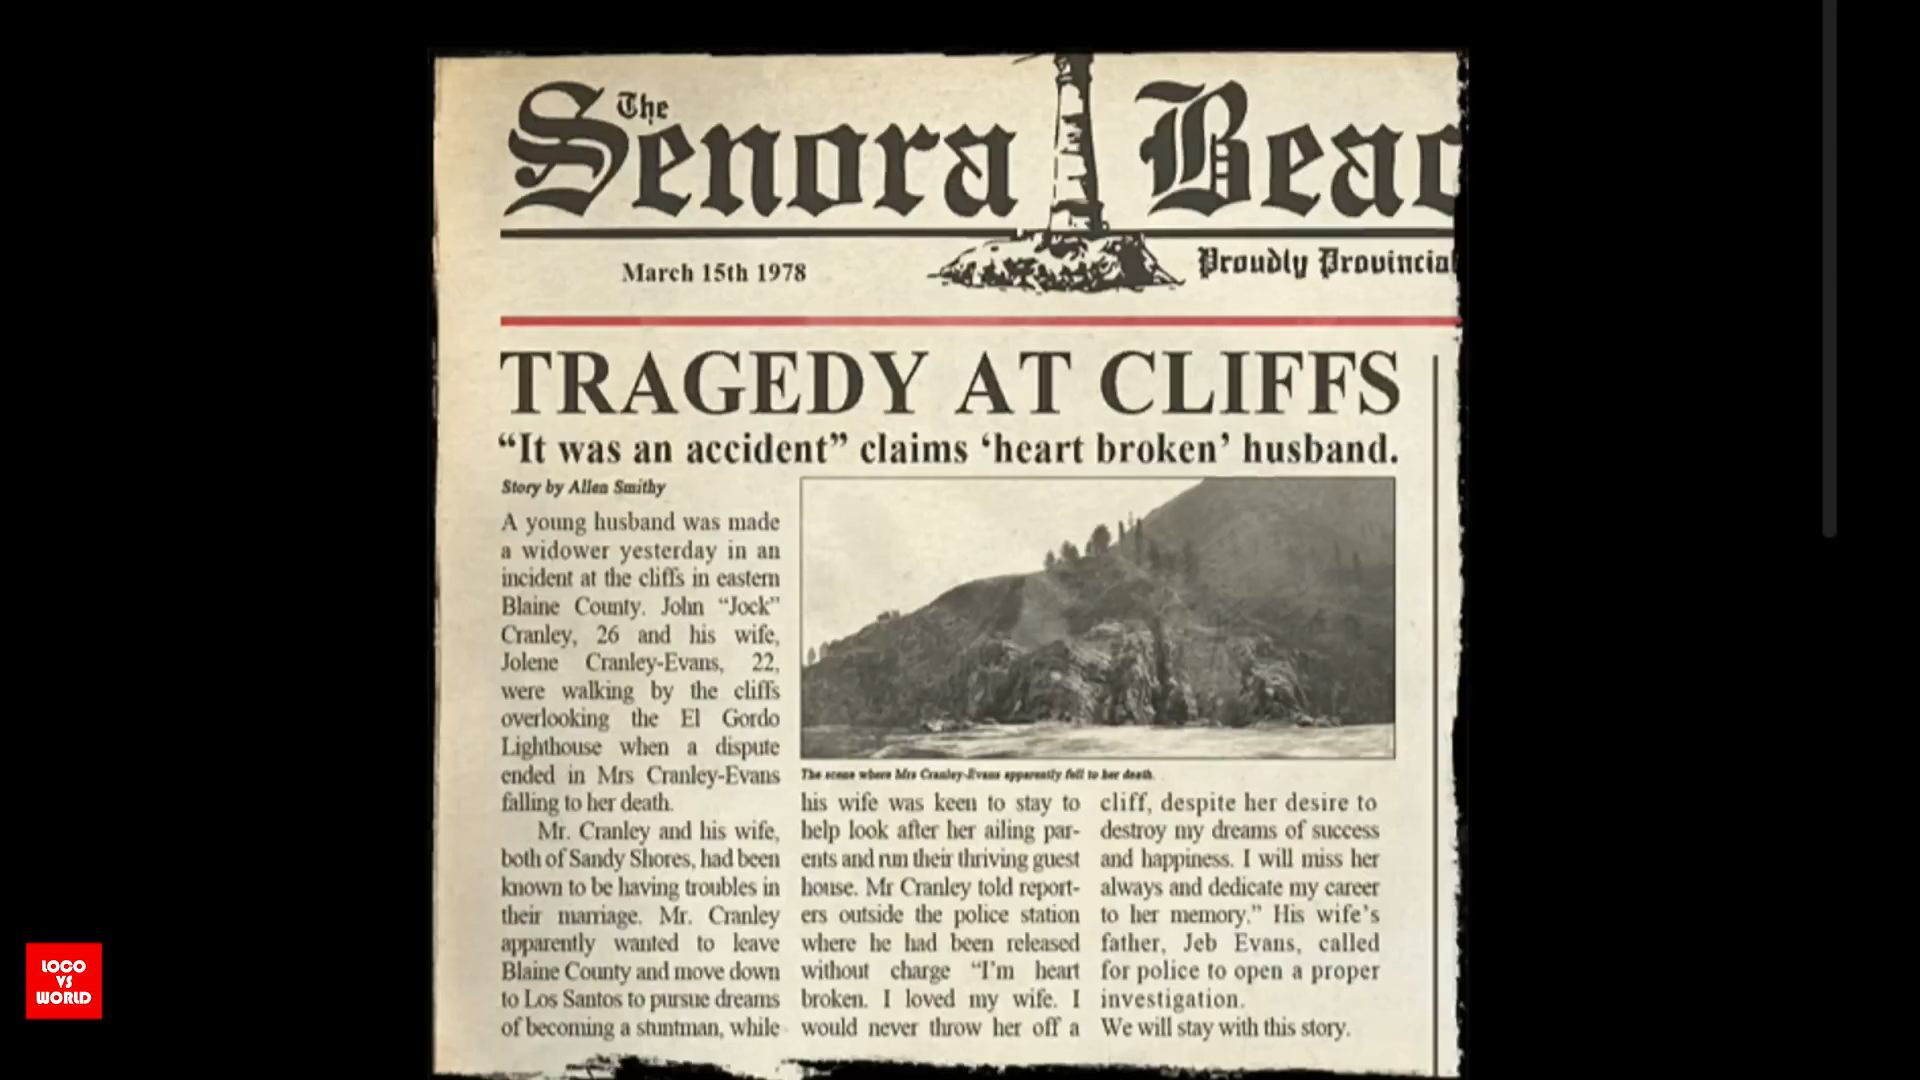 The
Senora Beac
March 15th 1978
Proudly Provincial
TRAGEDY AT CLIFFS
“It was an accident” claims ‘heart broken’ husband.
Story by Allen Smithy
A young husband was made
a widower yesterday in an
incident at the cliffs in eastern
Blaine County. John “Jock”
Cranley, 26 and his wife,
Jolene Cranley-Evans, 22,
were walking by the cliffs
overlooking the El Gordo
Lighthouse when a dispute
ended in Mrs Cranley-Evans
falling to her death.
Mr. Cranley and his wife,
both of Sandy Shores, had been
known to be having troubles in
their marriage. Mr. Cranley
apparently wanted to leave
Blaine County and move down
to Los Santos to pursue dreams
of becoming a stuntman, while
The scene where Mrs Cranley-Evans apparently fell to her death.
his wife was keen to stay to
help look after her ailing par-
ents and run their thriving guest
house. Mr Cranley told report-
ers outside the police station
where he had been released
without charge “I’m heart
broken. I loved my wife. I
would never throw her off a
cliff, despite her desire to
destroy my dreams of success
and happiness. I will miss her
always and dedicate my career
to her memory.” His wife’s
father, Jeb Evans, called
for police to open a proper
investigation.
We will stay with this story.
LOCO
VS
WORLD